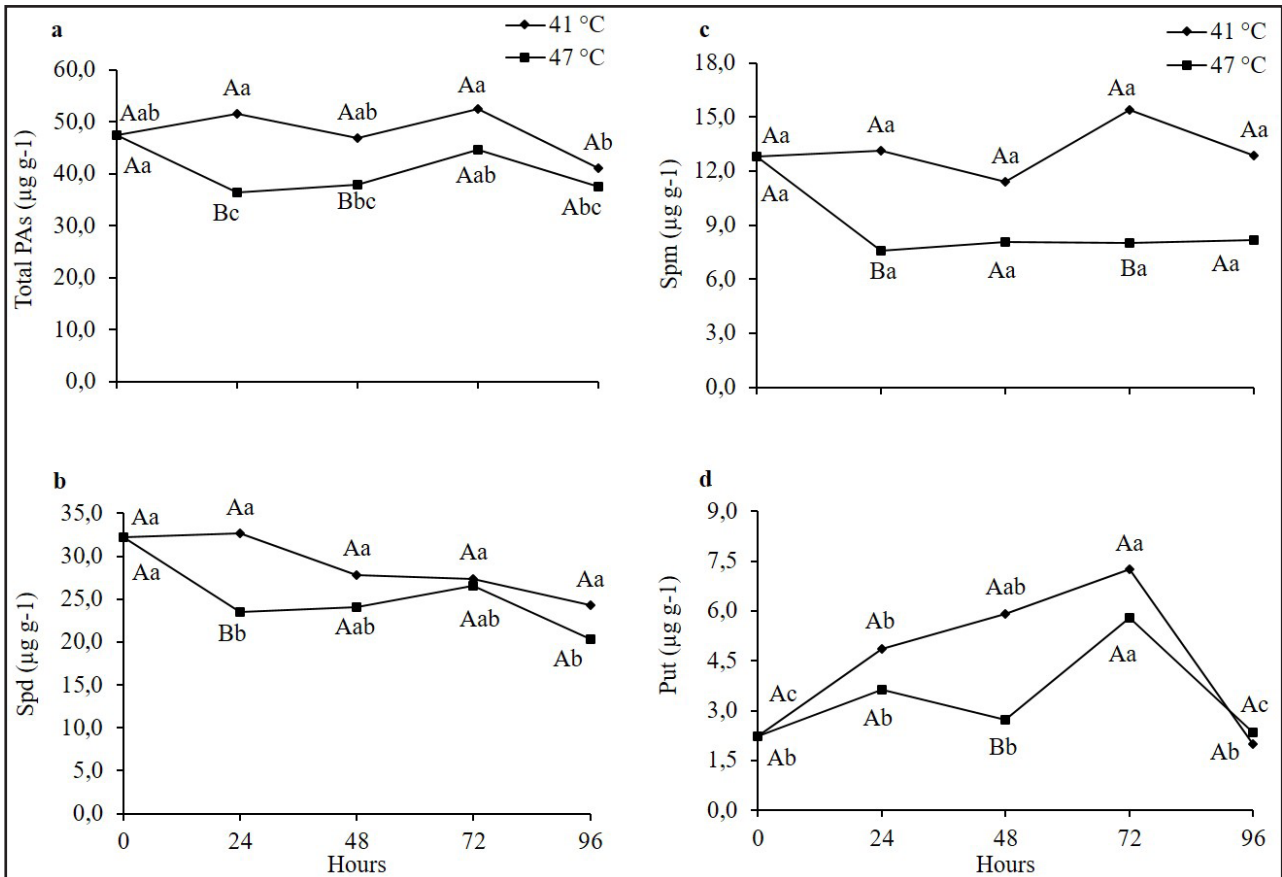 a
41 °C
47 °C
Total PAs (µg g-1)
60,0
50,0
40,0
30,0
20,0
10,0
0,0
Aab
Aa
Aab
Aa
Ab
Aa
Bc
Bbc
Aab
Abc
c
41 °C
47 °C
Spm (µg g-1)
18,0
15,0
12,0
9,0
6,0
3,0
0,0
Aa
Aa
Aa
Aa
Aa
Aa
Ba
Aa
Ba
Aa
b
Spd (µg g-1)
35,0
30,0
25,0
20,0
15,0
10,0
5,0
0,0
Aa
Aa
Aa
Aa
Aa
Aa
Bb
Aab
Aab
Ab
0 24 48 72 96
Hours
d
Put (µg g-1)
9,0
7,5
6,0
4,5
3,0
1,5
0,0
Ac
Ab
Aab
Aa
Ac
Ab
Ab
Bb
Aa
Ab
0 24 48 72 96
Hours